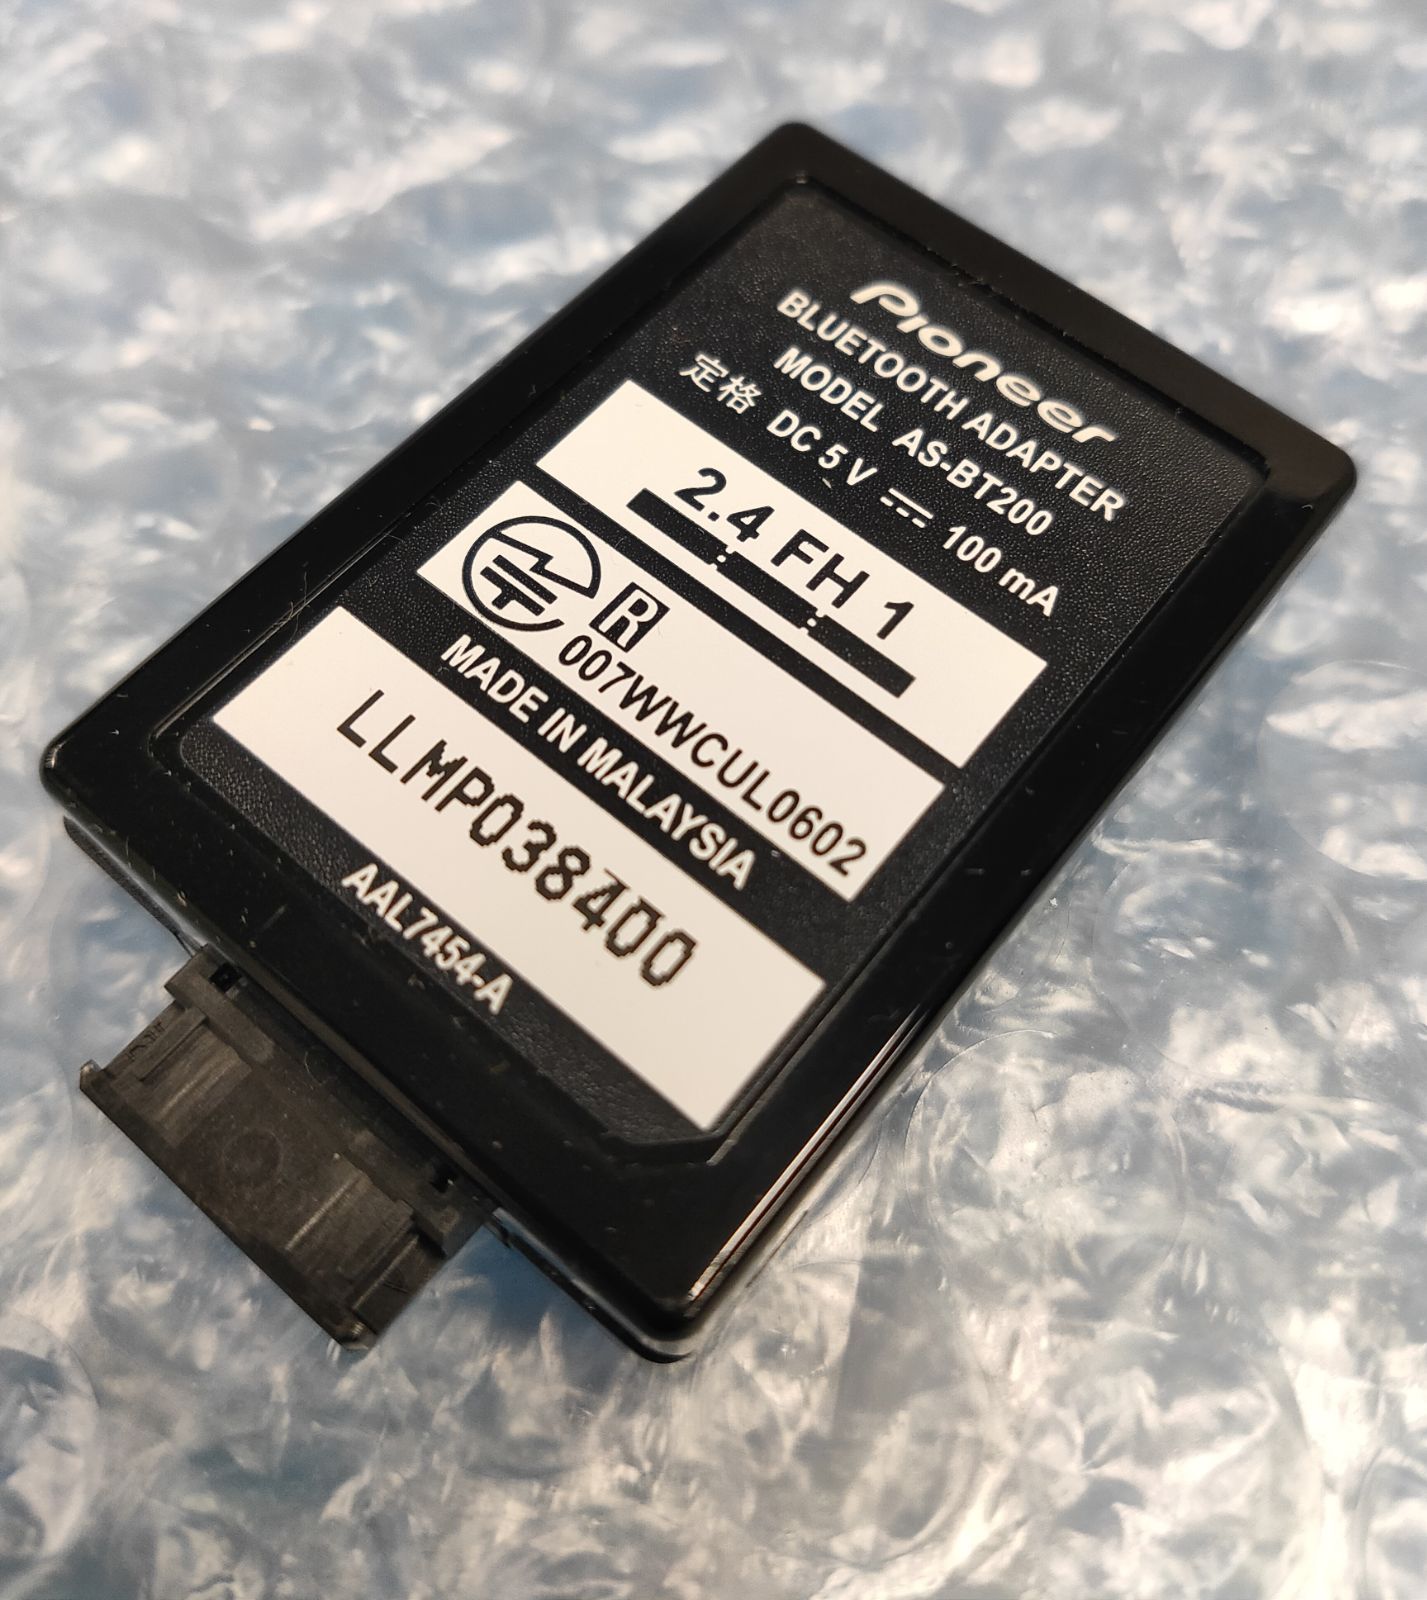 Pioneer
BLUETOOTH ADAPTER
MODEL AS-BT200
定格 DC 5 V ⎓ 100 mA
2.4 FH 1
R
007WWCUL0602
MADE IN MALAYSIA
LLMP038400
AAL7454-A